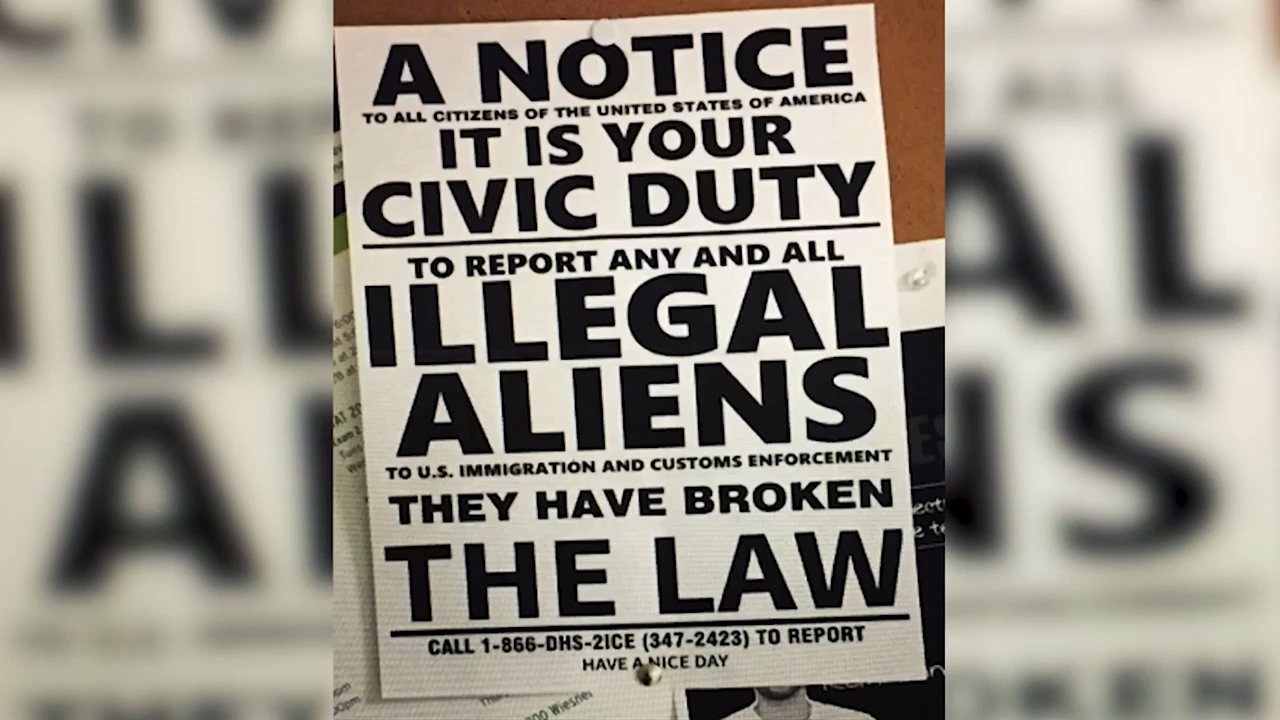 A NOTICE
TO ALL CITIZENS OF THE UNITED STATES OF AMERICA
IT IS YOUR
CIVIC DUTY
TO REPORT ANY AND ALL
ILLEGAL
ALIENS
TO U.S. IMMIGRATION AND CUSTOMS ENFORCEMENT
THEY HAVE BROKEN
THE LAW
CALL 1-866-DHS-2ICE (347-2423) TO REPORT
HAVE A NICE DAY
Wiesner